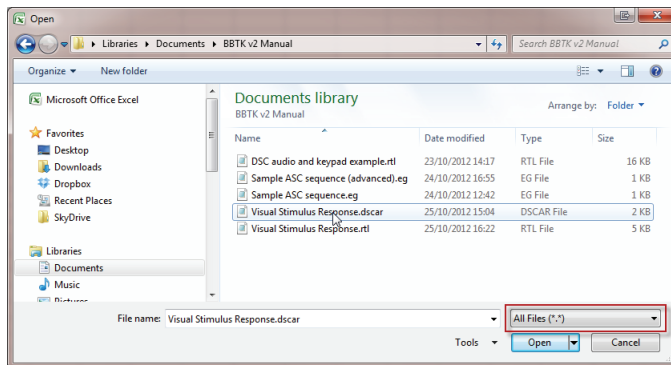 Open
Libraries Documents BBTK v2 Manual Search BBTK v2 Manual
Organize New folder
Microsoft Office Excel
Favorites
Desktop
Downloads
Dropbox
Recent Places
SkyDrive
Libraries
Documents
Music
Pictures
Documents library
BBTK v2 Manual
Arrange by: Folder
Name Date modified Type Size
DSC audio and keypad example.rtl 23/10/2012 14:17 RTL File 16 KB
Sample ASC sequence (advanced).eg 24/10/2012 16:55 EG File 1 KB
Sample ASC sequence.eg 24/10/2012 12:42 EG File 1 KB
Visual Stimulus Response.dscar 25/10/2012 15:04 DSCAR File 2 KB
Visual Stimulus Response.rtl 25/10/2012 16:22 RTL File 5 KB
File name: Visual Stimulus Response.dscar All Files (*.*)
Tools Open Cancel